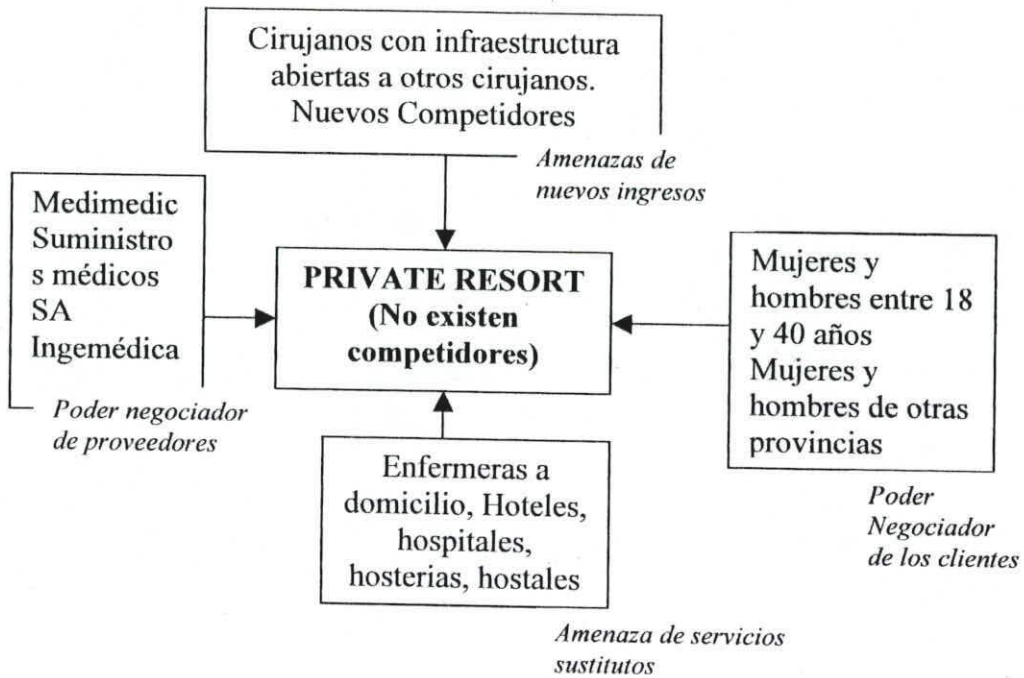 Cirujanos con infraestructura
abiertas a otros cirujanos.
Nuevos Competidores
Amenazas de
nuevos ingresos
Medimedic
Suministro
s médicos
SA
Ingemédica
Poder negociador
de proveedores
PRIVATE RESORT
(No existen
competidores)
Mujeres y
hombres entre 18
y 40 años
Mujeres y
hombres de otras
provincias
Poder
Negociador
de los clientes
Enfermeras a
domicilio, Hoteles,
hospitales,
hosterias, hostales
Amenaza de servicios
sustitutos